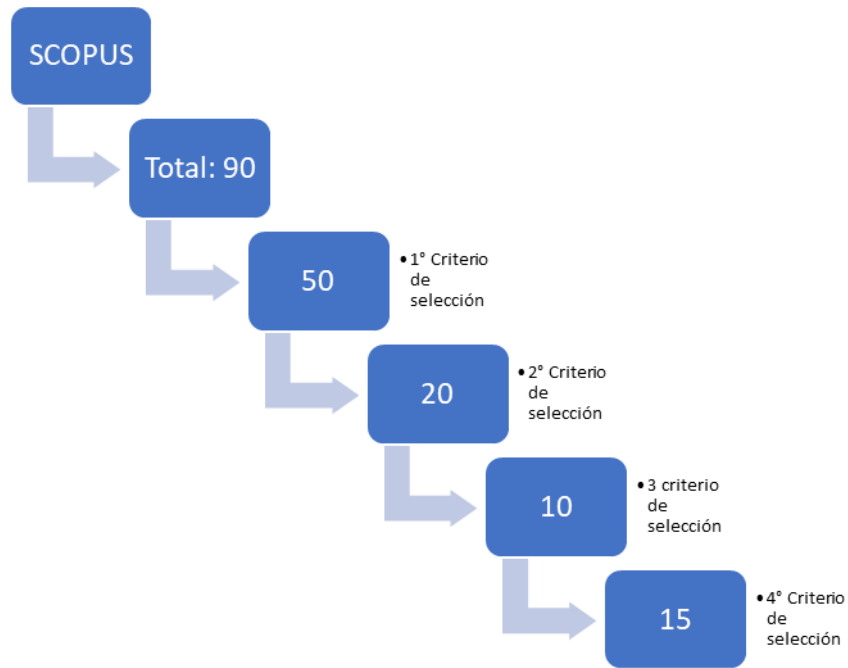 SCOPUS
Total: 90
50
• 1° Criterio
de
selección
20
• 2° Criterio
de
selección
10
• 3 criterio
de
selección
15
• 4° Criterio
de
selección